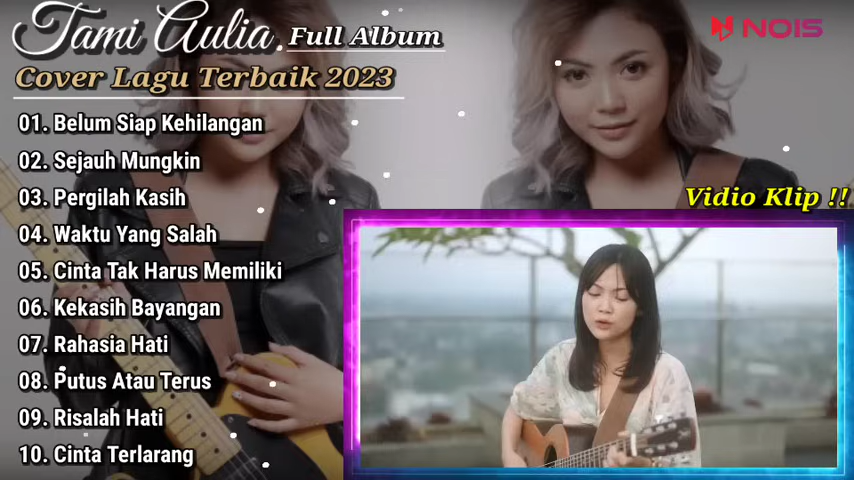 Tami Aulia. Full Album
NOIS
Cover Lagu Terbaik 2023
01. Belum Siap Kehilangan
02. Sejauh Mungkin
03. Pergilah Kasih
04. Waktu Yang Salah
05. Cinta Tak Harus Memiliki
06. Kekasih Bayangan
07. Rahasia Hati
08. Putus Atau Terus
09. Risalah Hati
10. Cinta Terlarang
Vidio Klip !!